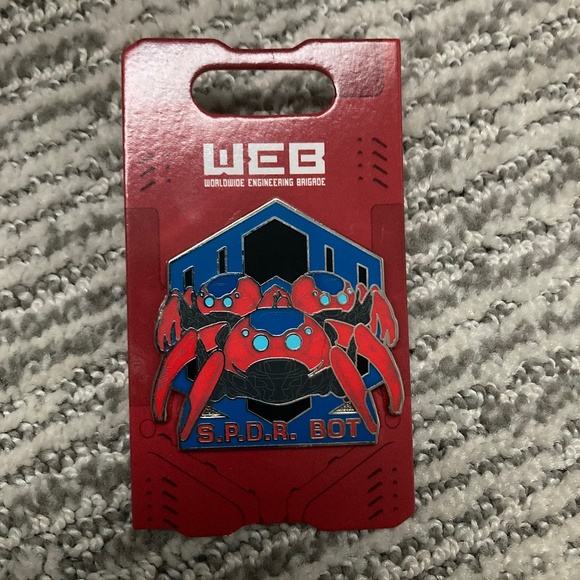 WEB
WORLDWIDE ENGINEERING BRIGADE
S.P.D.R. BOT